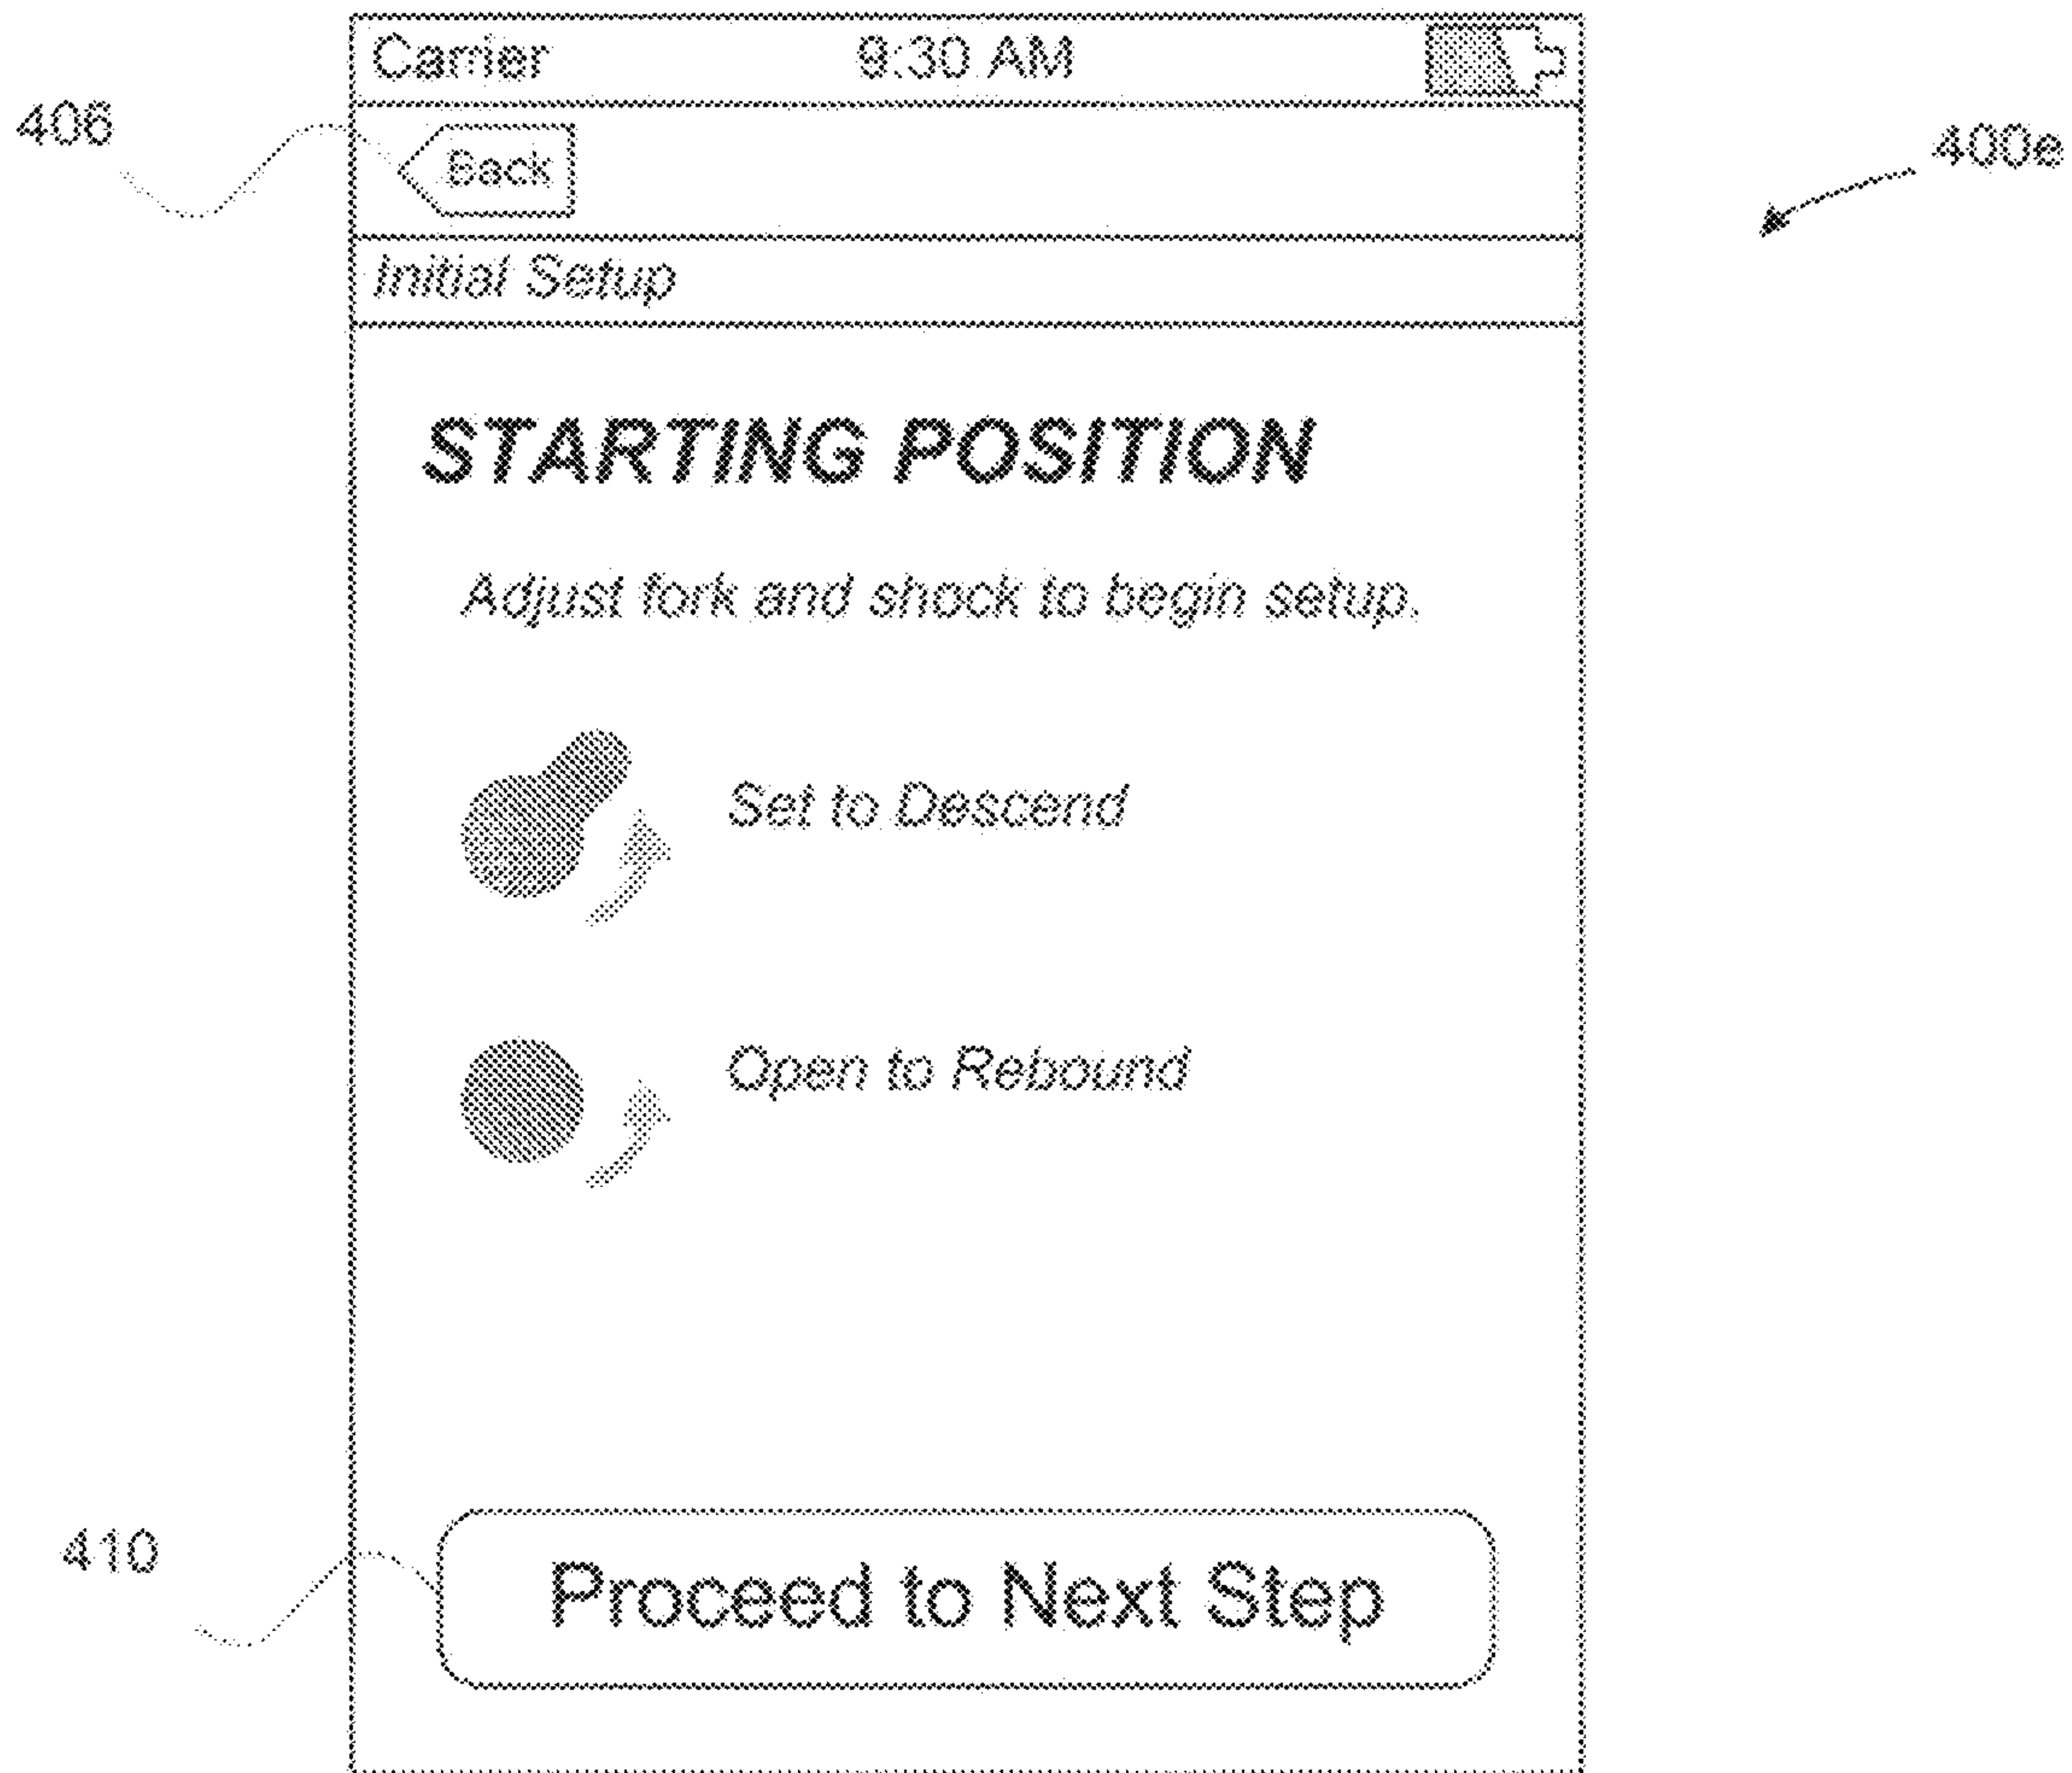 Carrier 9:30 AM
406
Back
400e
Initial Setup
STARTING POSITION
Adjust fork and shock to begin setup.
Set to Descend
Open to Rebound
410
Proceed to Next Step